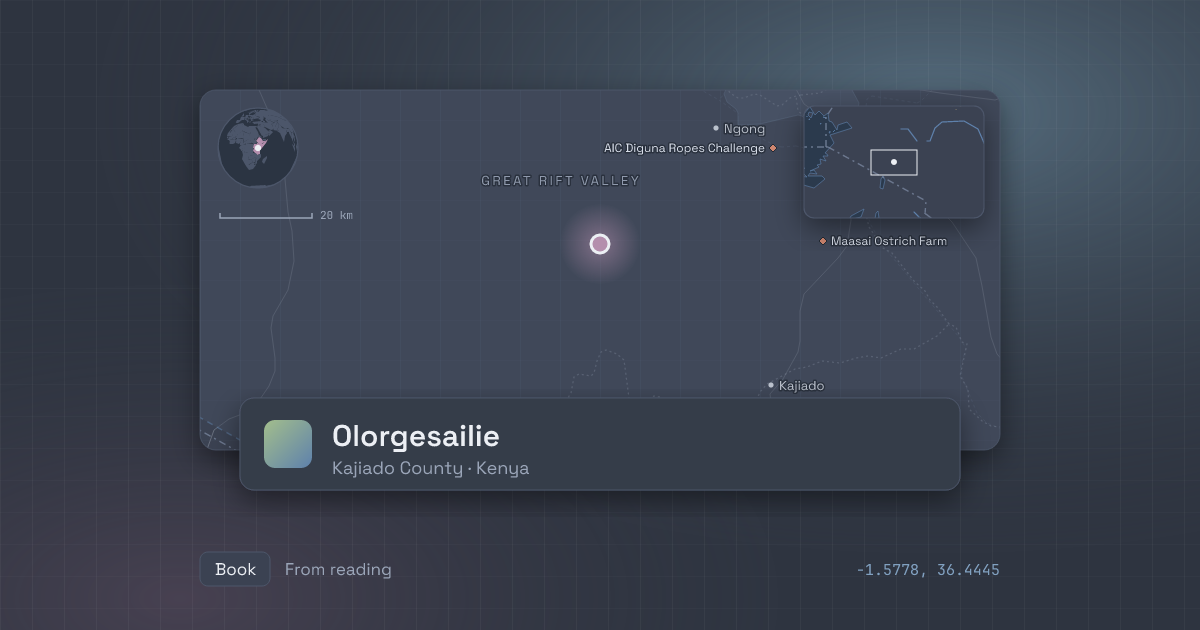 Ngong
AIC Diguna Ropes Challenge
GREAT RIFT VALLEY
20 km
Maasai Ostrich Farm
Kajiado
Olorgesailie
Kajiado County · Kenya
Book
From reading
-1.5778, 36.4445